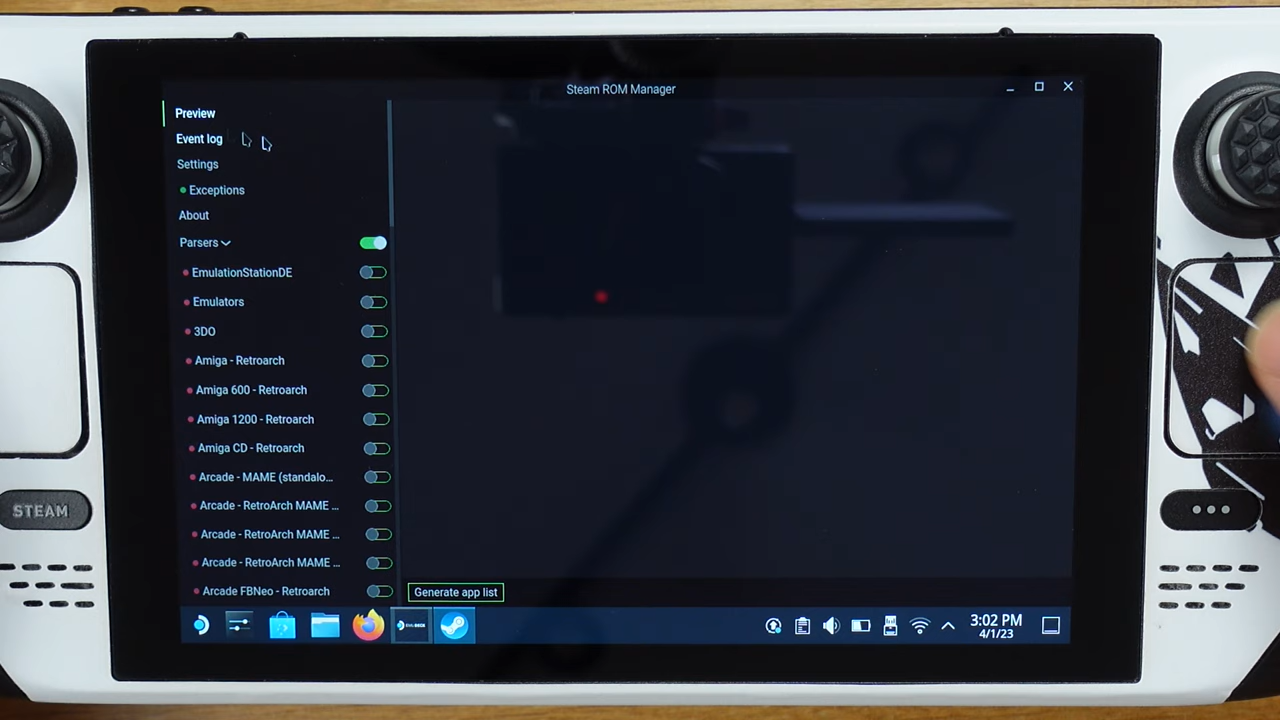 Steam ROM Manager
Preview
Event log
Settings
Exceptions
About
Parsers
EmulationStationDE
Emulators
3DO
Amiga - Retroarch
Amiga 600 - Retroarch
Amiga 1200 - Retroarch
Amiga CD - Retroarch
Arcade - MAME (standalo...
Arcade - RetroArch MAME ...
Arcade - RetroArch MAME ...
Arcade - RetroArch MAME ...
Arcade FBNeo - Retroarch
Generate app list
3:02 PM
4/1/23
STEAM